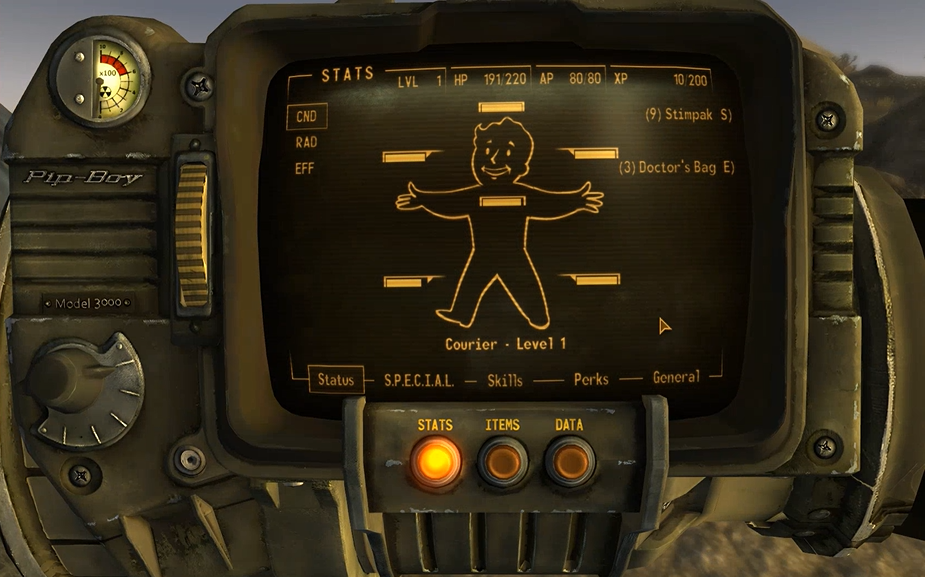 STATS LVL 1 HP 191/220 AP 80/80 XP 10/200
CND
RAD
EFF
(9) Stimpak S)
(3) Doctor's Bag E)
x100
Pip-Boy
Model 3000
Courier - Level 1
Status S.P.E.C.I.A.L. Skills Perks General
STATS ITEMS DATA